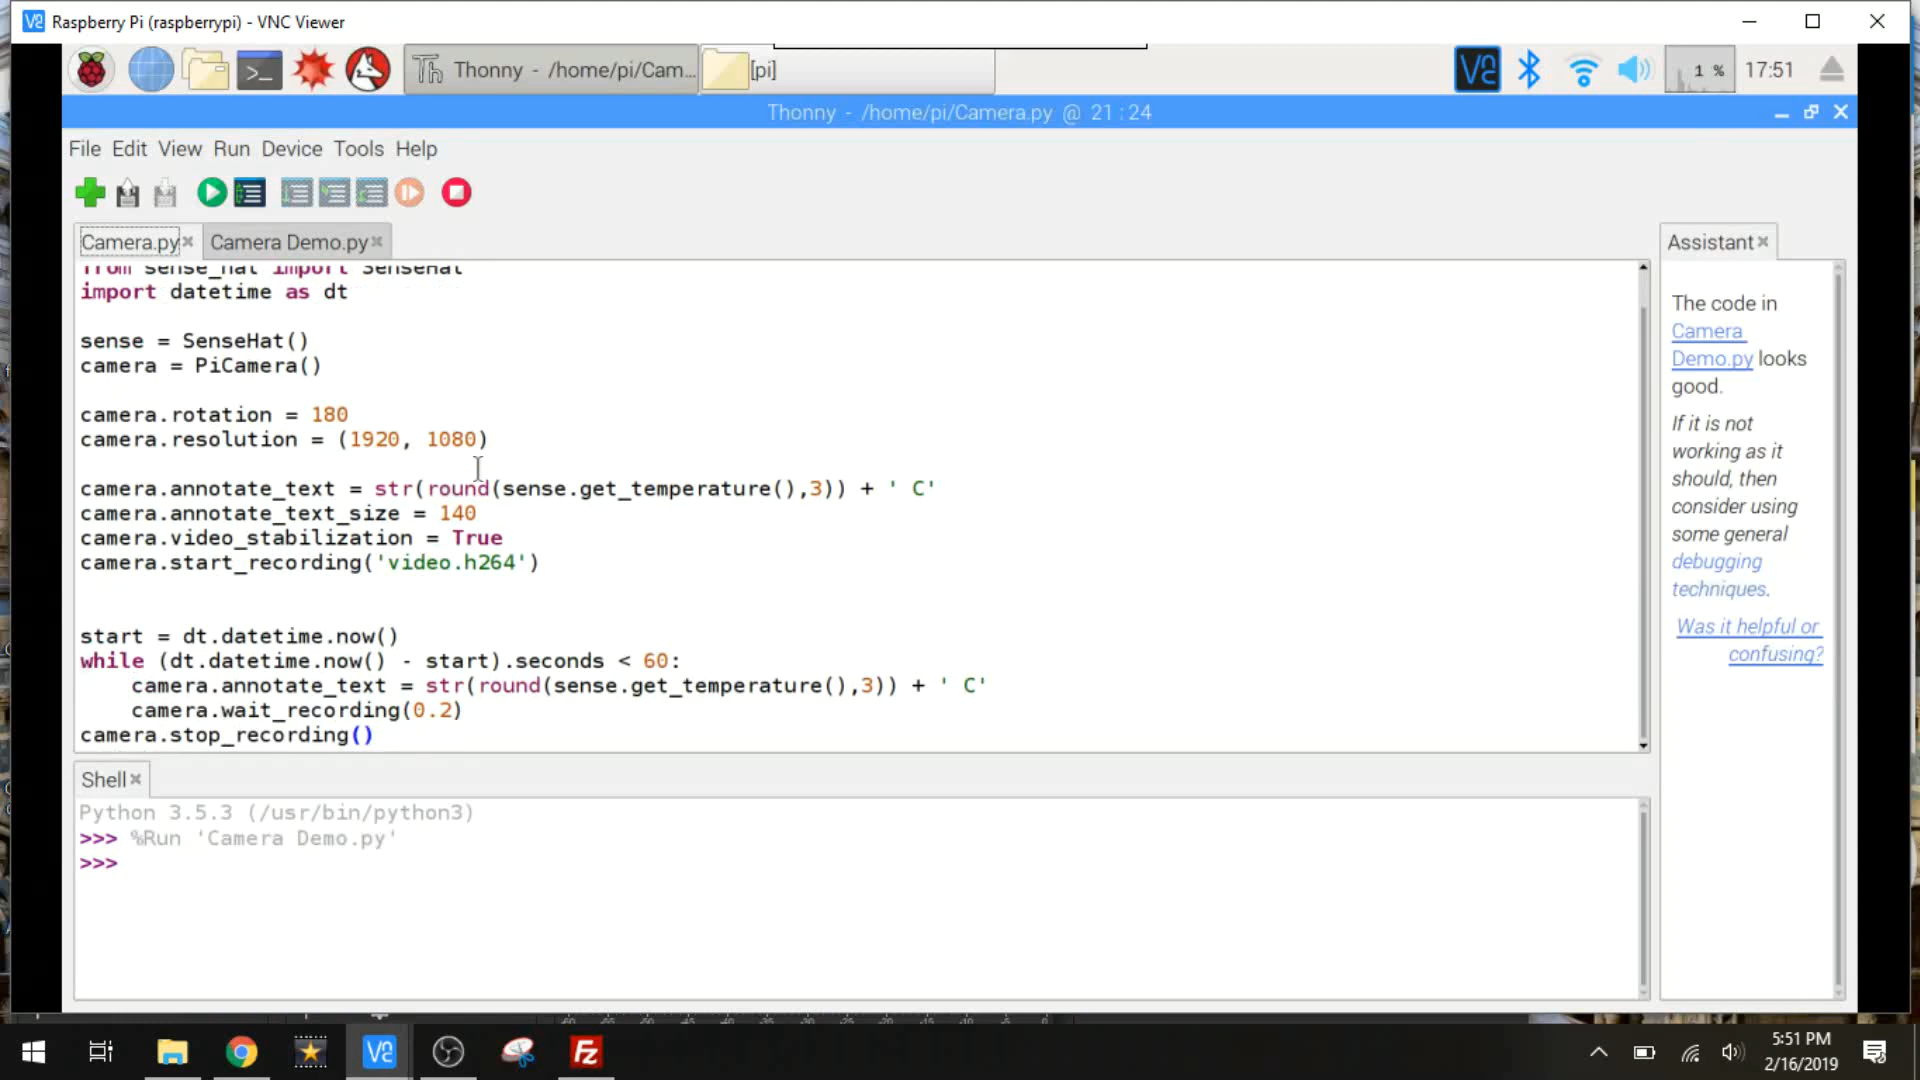 Raspberry Pi (raspberrypi) - VNC Viewer
Thonny - /home/pi/Cam...
[pi]
1 %
17:51
Thonny - /home/pi/Camera.py @ 21 : 24
File Edit View Run Device Tools Help
Camera.py
Camera Demo.py
from sense_hat import SenseHat
import datetime as dt
sense = SenseHat()
camera = PiCamera()
camera.rotation = 180
camera.resolution = (1920, 1080)
camera.annotate_text = str(round(sense.get_temperature(),3)) + ' C'
camera.annotate_text_size = 140
camera.video_stabilization = True
camera.start_recording('video.h264')
start = dt.datetime.now()
while (dt.datetime.now() - start).seconds < 60:
    camera.annotate_text = str(round(sense.get_temperature(),3)) + ' C'
    camera.wait_recording(0.2)
camera.stop_recording()
Shell
Python 3.5.3 (/usr/bin/python3)
>>> %Run 'Camera Demo.py'
>>>
Assistant
The code in
Camera
Demo.py looks
good.
If it is not
working as it
should, then
consider using
some general
debugging
techniques.
Was it helpful or
confusing?
5:51 PM
2/16/2019